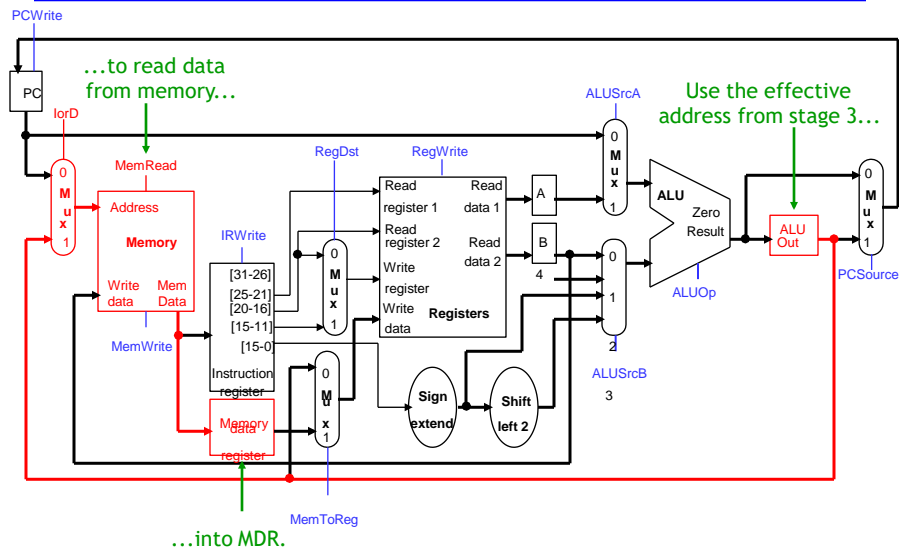 PCWrite
PC
...to read data
from memory...
IorD
MemRead
0
M
u
x
1
Address
Memory
Write
data
Mem
Data
MemWrite
IRWrite
[31-26]
[25-21]
[20-16]
[15-11]
[15-0]
Instruction
register
Memory
data
register
...into MDR.
RegDst
0
M
u
x
1
0
M
u
x
1
MemToReg
RegWrite
Read
register 1
Read
register 2
Write
register
Write
data
Read
data 1
Read
data 2
Registers
Sign
extend
Shift
left 2
A
B
4
ALUSrcA
0
M
u
x
1
0
1
2
3
ALUSrcB
ALU
Zero
Result
ALUOp
Use the effective
address from stage 3...
ALU
Out
0
M
u
x
1
PCSource